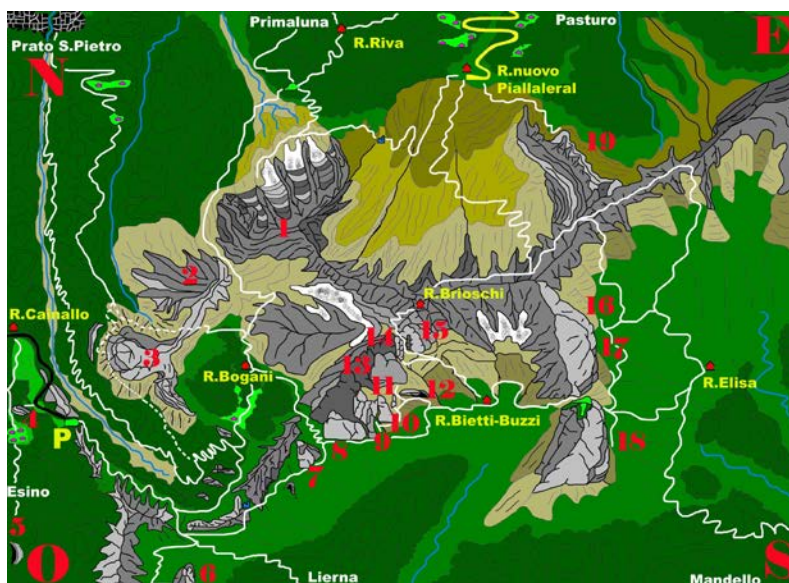 Primaluna
Pasturo
E
Prato S.Pietro
R.Riva
N
R.nuovo
Piallaleral
19
1
2
R.Brioschi
16
R.Cainallo
15
14
3
17
13
R.Bogani
R.Elisa
11
12
4
10
R.Bietti-Buzzi
P
18
8
9
7
Esino
5
O
6
Lierna
Mandello
S